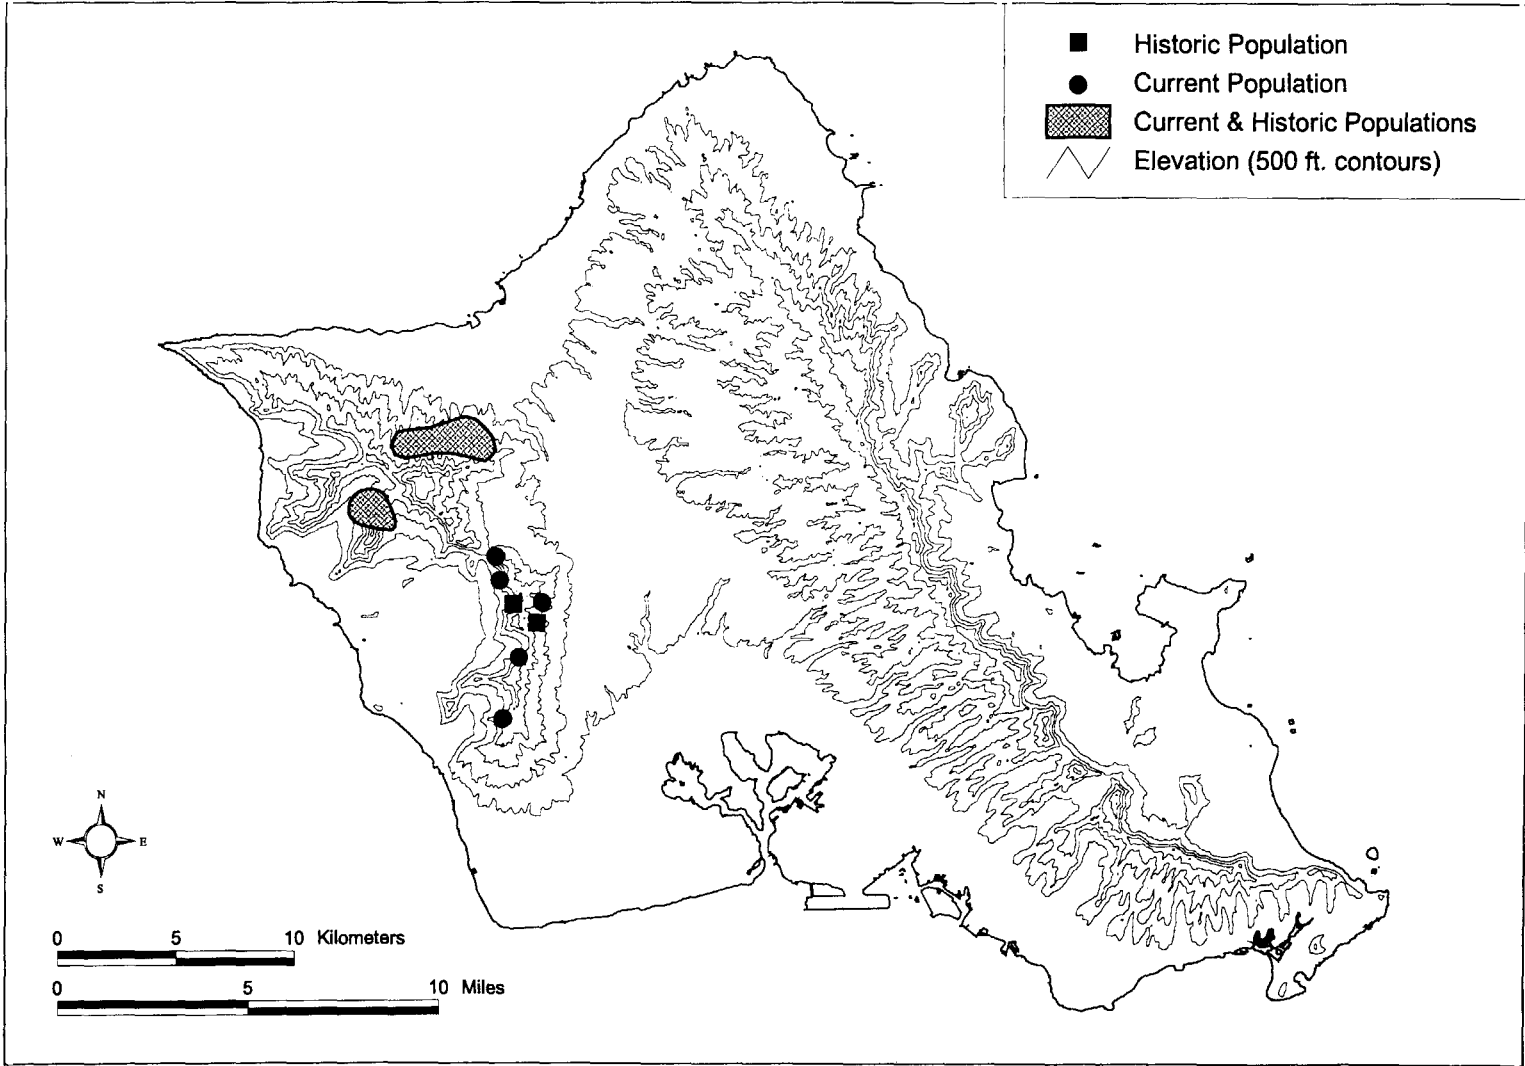 Historic Population
Current Population
Current & Historic Populations
Elevation (500 ft. contours)
N
W E
S
0 5 10 Kilometers
0 5 10 Miles